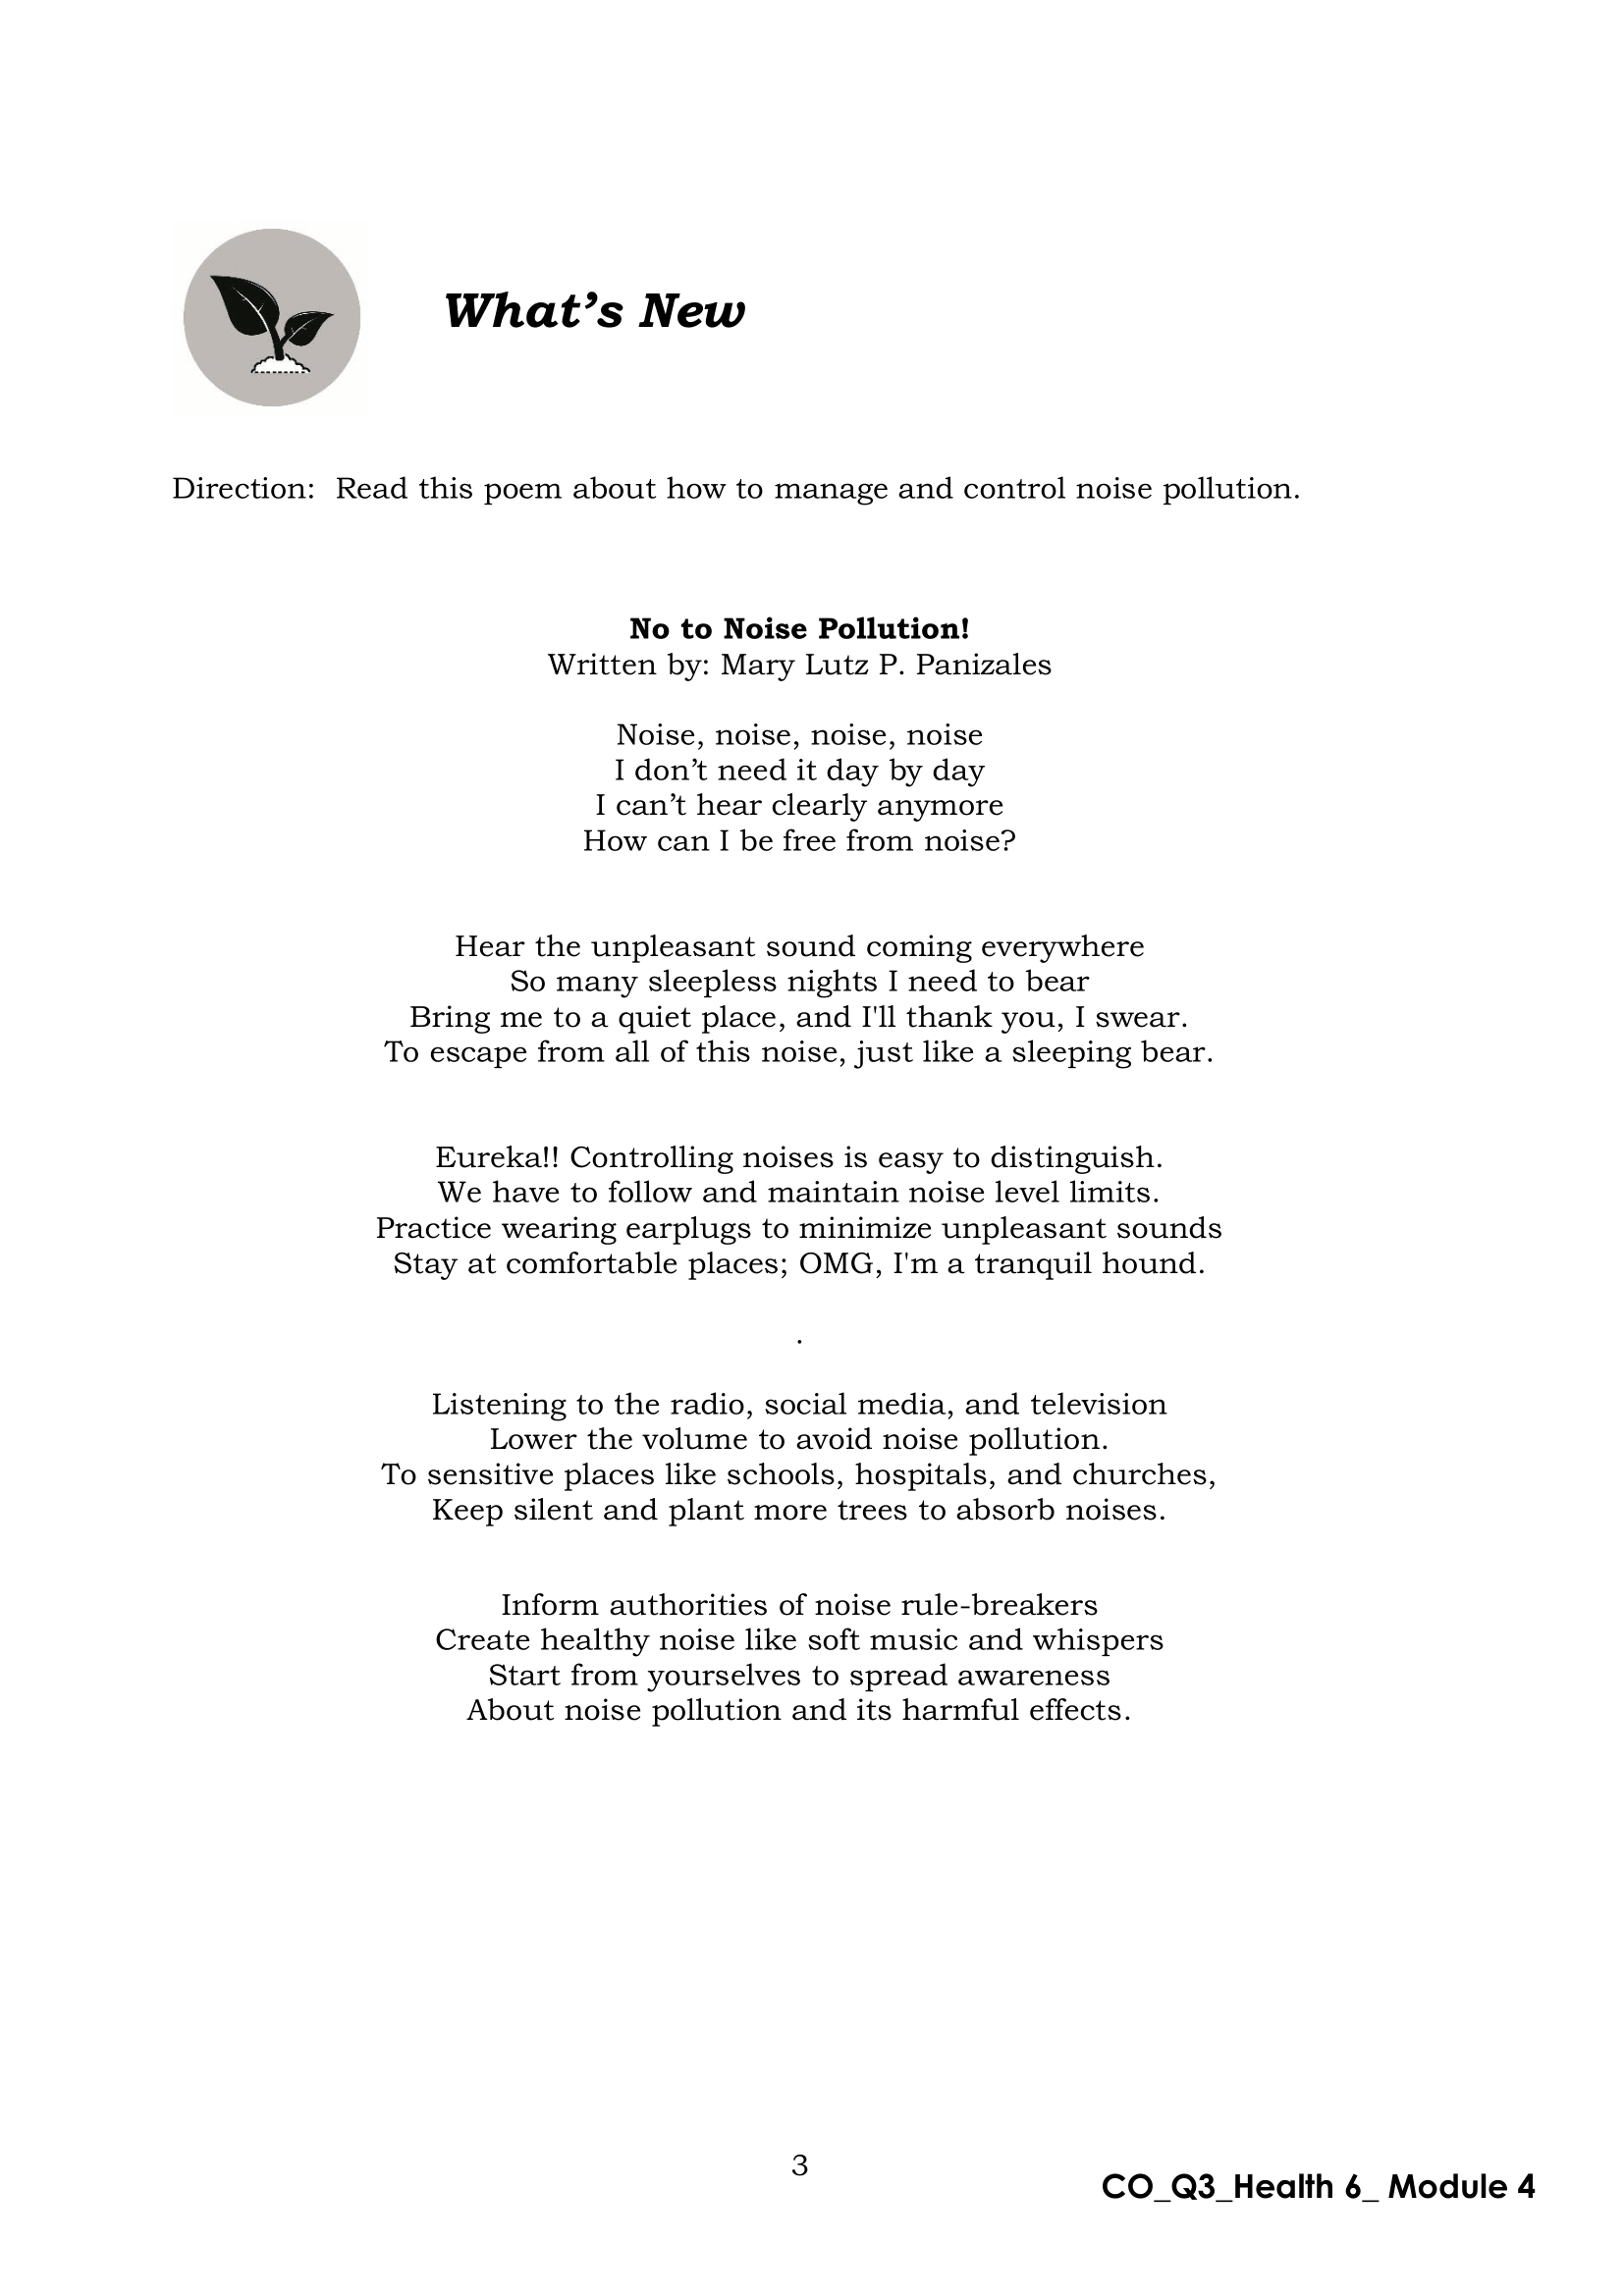 What’s New
Direction:  Read this poem about how to manage and control noise pollution.
No to Noise Pollution!
Written by: Mary Lutz P. Panizales
Noise, noise, noise, noise
I don’t need it day by day
I can’t hear clearly anymore
How can I be free from noise?
Hear the unpleasant sound coming everywhere
So many sleepless nights I need to bear
Bring me to a quiet place, and I'll thank you, I swear.
To escape from all of this noise, just like a sleeping bear.
Eureka!! Controlling noises is easy to distinguish.
We have to follow and maintain noise level limits.
Practice wearing earplugs to minimize unpleasant sounds
Stay at comfortable places; OMG, I'm a tranquil hound.
.
Listening to the radio, social media, and television
Lower the volume to avoid noise pollution.
To sensitive places like schools, hospitals, and churches,
Keep silent and plant more trees to absorb noises.
Inform authorities of noise rule-breakers
Create healthy noise like soft music and whispers
Start from yourselves to spread awareness
About noise pollution and its harmful effects.
3
CO_Q3_Health 6_ Module 4